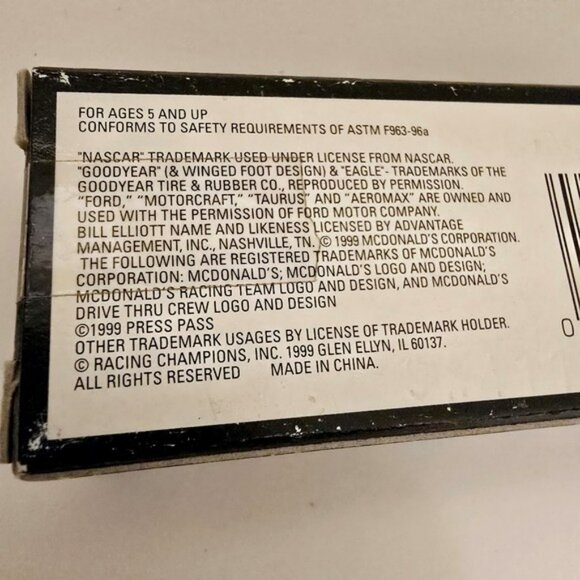 FOR AGES 5 AND UP
CONFORMS TO SAFETY REQUIREMENTS OF ASTM F963-96a
"NASCAR" TRADEMARK USED UNDER LICENSE FROM NASCAR.
"GOODYEAR" (& WINGED FOOT DESIGN) & "EAGLE"- TRADEMARKS OF THE
GOODYEAR TIRE & RUBBER CO., REPRODUCED BY PERMISSION.
"FORD," "MOTORCRAFT," "TAURUS" AND "AEROMAX" ARE OWNED AND
USED WITH THE PERMISSION OF FORD MOTOR COMPANY.
BILL ELLIOTT NAME AND LIKENESS LICENSED BY ADVANTAGE
MANAGEMENT, INC., NASHVILLE, TN. © 1999 MCDONALD'S CORPORATION.
THE FOLLOWING ARE REGISTERED TRADEMARKS OF MCDONALD'S
CORPORATION: MCDONALD'S; MCDONALD'S LOGO AND DESIGN;
MCDONALD'S RACING TEAM LOGO AND DESIGN, AND MCDONALD'S
DRIVE THRU CREW LOGO AND DESIGN
©1999 PRESS PASS
OTHER TRADEMARK USAGES BY LICENSE OF TRADEMARK HOLDER.
© RACING CHAMPIONS, INC. 1999 GLEN ELLYN, IL 60137.
ALL RIGHTS RESERVED MADE IN CHINA.
0